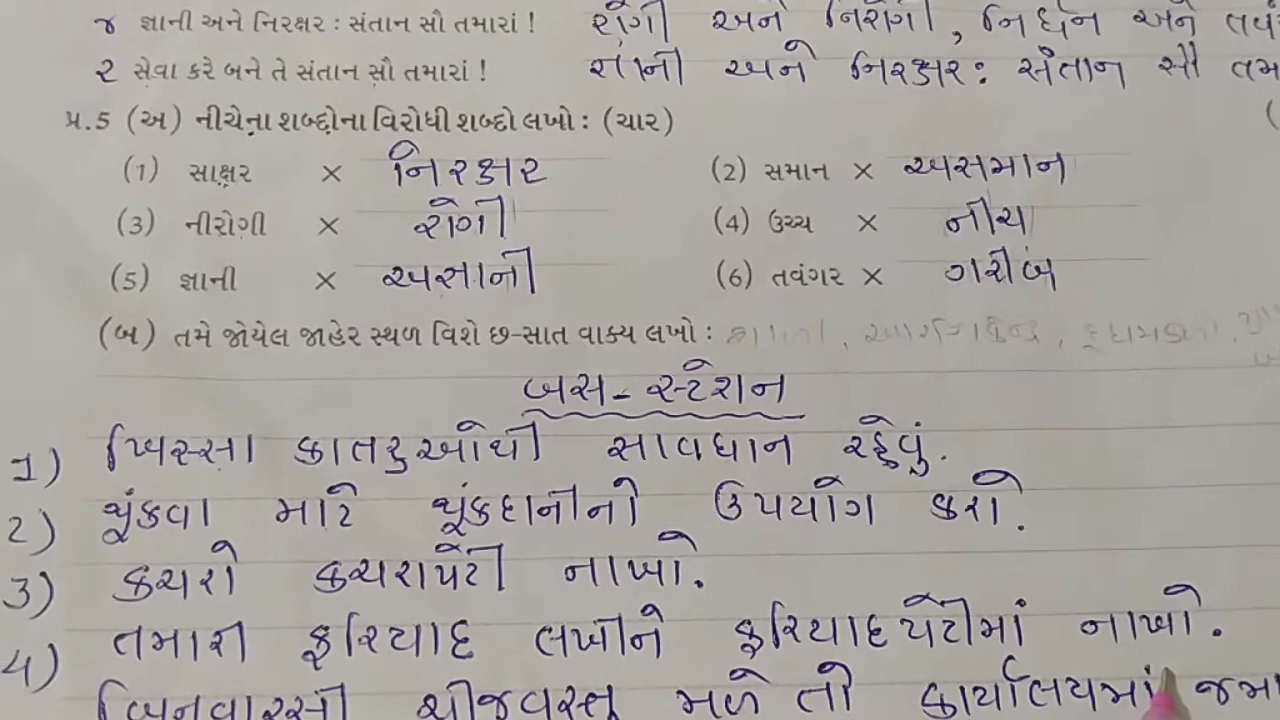 ૪ જ્ઞાની અને નિરક્ષર : સંતાન સૌ તમારાં ! રોગી અને નિરોગી, નિર્ધન અને
૨ સેવા કરે બને તે સંતાન સૌ તમારાં ! અને નિરક્ષર : સંતાન સૌ
પ્ર.5 (અ) નીચેના શબ્દોના વિરોધી શબ્દો લખો : (ચાર)
(1) સાક્ષર × નિરક્ષર (2) સમાન × અસમાન
(3) નીરોગી × રોગી (4) ઉચ્ચ × નીચ
(5) જ્ઞાની × અજ્ઞાની (6) તવંગર × ગરીબ
(બ) તમે જોયેલ જાહેર સ્થળ વિશે છ-સાત વાક્ય લખો :
બસ-સ્ટેશન
1) ખિસ્સા કાતરુઓથી સાવધાન રહેવું.
2) થૂંકવા માટે થૂંકદાનીનો ઉપયોગ કરો.
3) કચરો કચરાપેટી નાખો.
4) તમારી ફરિયાદ લખીને ફરિયાદ પેટીમાં નાખો.
બિનવારસી ચીજવસ્તુ મળે તો કાર્યાલયમાં જમા